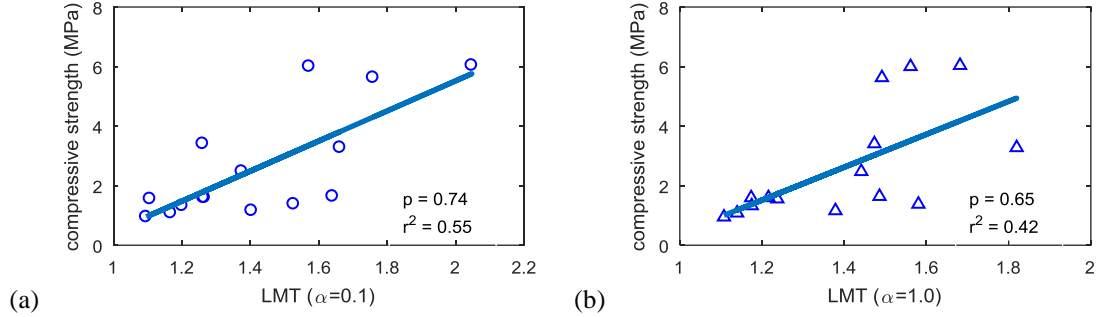 8
6
4
2
0
compressive strength (MPa)
p = 0.74
r² = 0.55
1 1.2 1.4 1.6 1.8 2 2.2
LMT (α=0.1)
(a)
8
6
4
2
0
compressive strength (MPa)
p = 0.65
r² = 0.42
1 1.2 1.4 1.6 1.8 2
LMT (α=1.0)
(b)